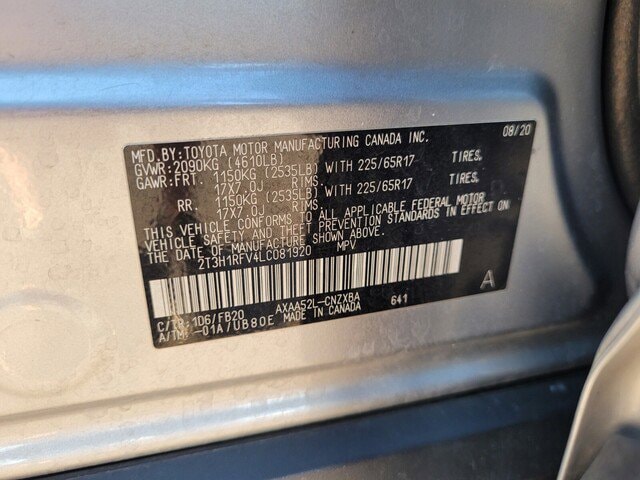 MFD.BY:TOYOTA MOTOR MANUFACTURING CANADA INC. 08/20
GVWR:2090KG (4610LB)
GAWR:FRT. 1150KG (2535LB) WITH 225/65R17 TIRES,
17X7.0J RIMS,
RR. 1150KG (2535LB) WITH 225/65R17 TIRES,
17X7.0J RIMS.
THIS VEHICLE CONFORMS TO ALL APPLICABLE FEDERAL MOTOR
VEHICLE SAFETY AND THEFT PREVENTION STANDARDS IN EFFECT ON
THE DATE OF MANUFACTURE SHOWN ABOVE.
2T3H1RFV4LC081920 MPV
A
C/TR:1D6/FB20 AXAA52L-CNZXBA 641
A/TM:-01A/UB80E MADE IN CANADA